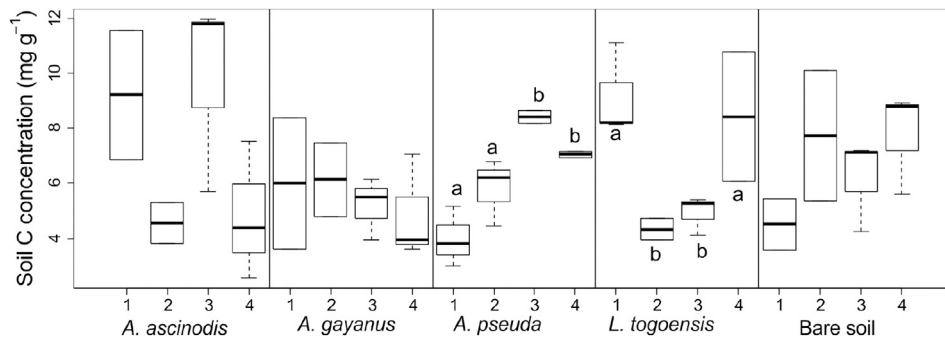 Soil C concentration (mg g⁻¹)
12
10
8
6
4
a
a
b
b
a
b
b
a
1 2 3 4 1 2 3 4 1 2 3 4 1 2 3 4 1 2 3 4
A. ascinodis A. gayanus A. pseuda L. togoensis Bare soil